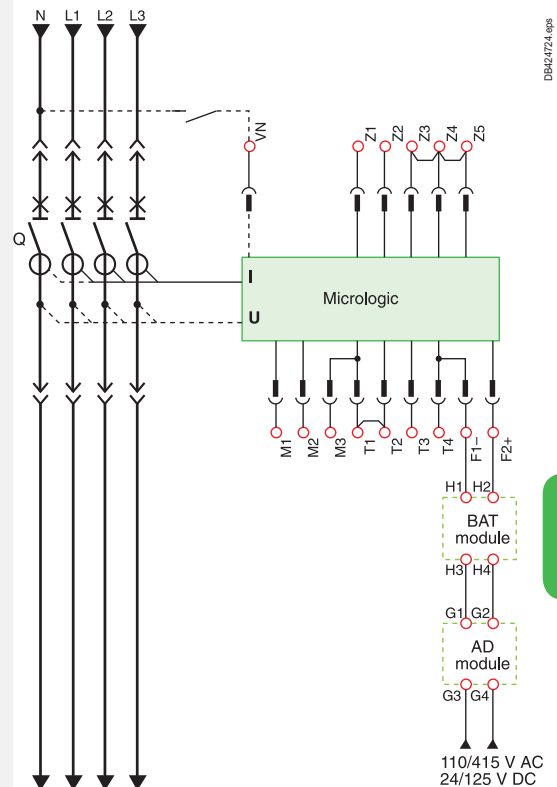 N L1 L2 L3
DB424724.eps
VN
Z1 Z2 Z3 Z4 Z5
Q
I
Micrologic
U
M1 M2 M3 T1 T2 T3 T4 F1– F2+
H1 H2
BAT
module
H3 H4
G1 G2
AD
module
G3 G4
110/415 V AC
24/125 V DC